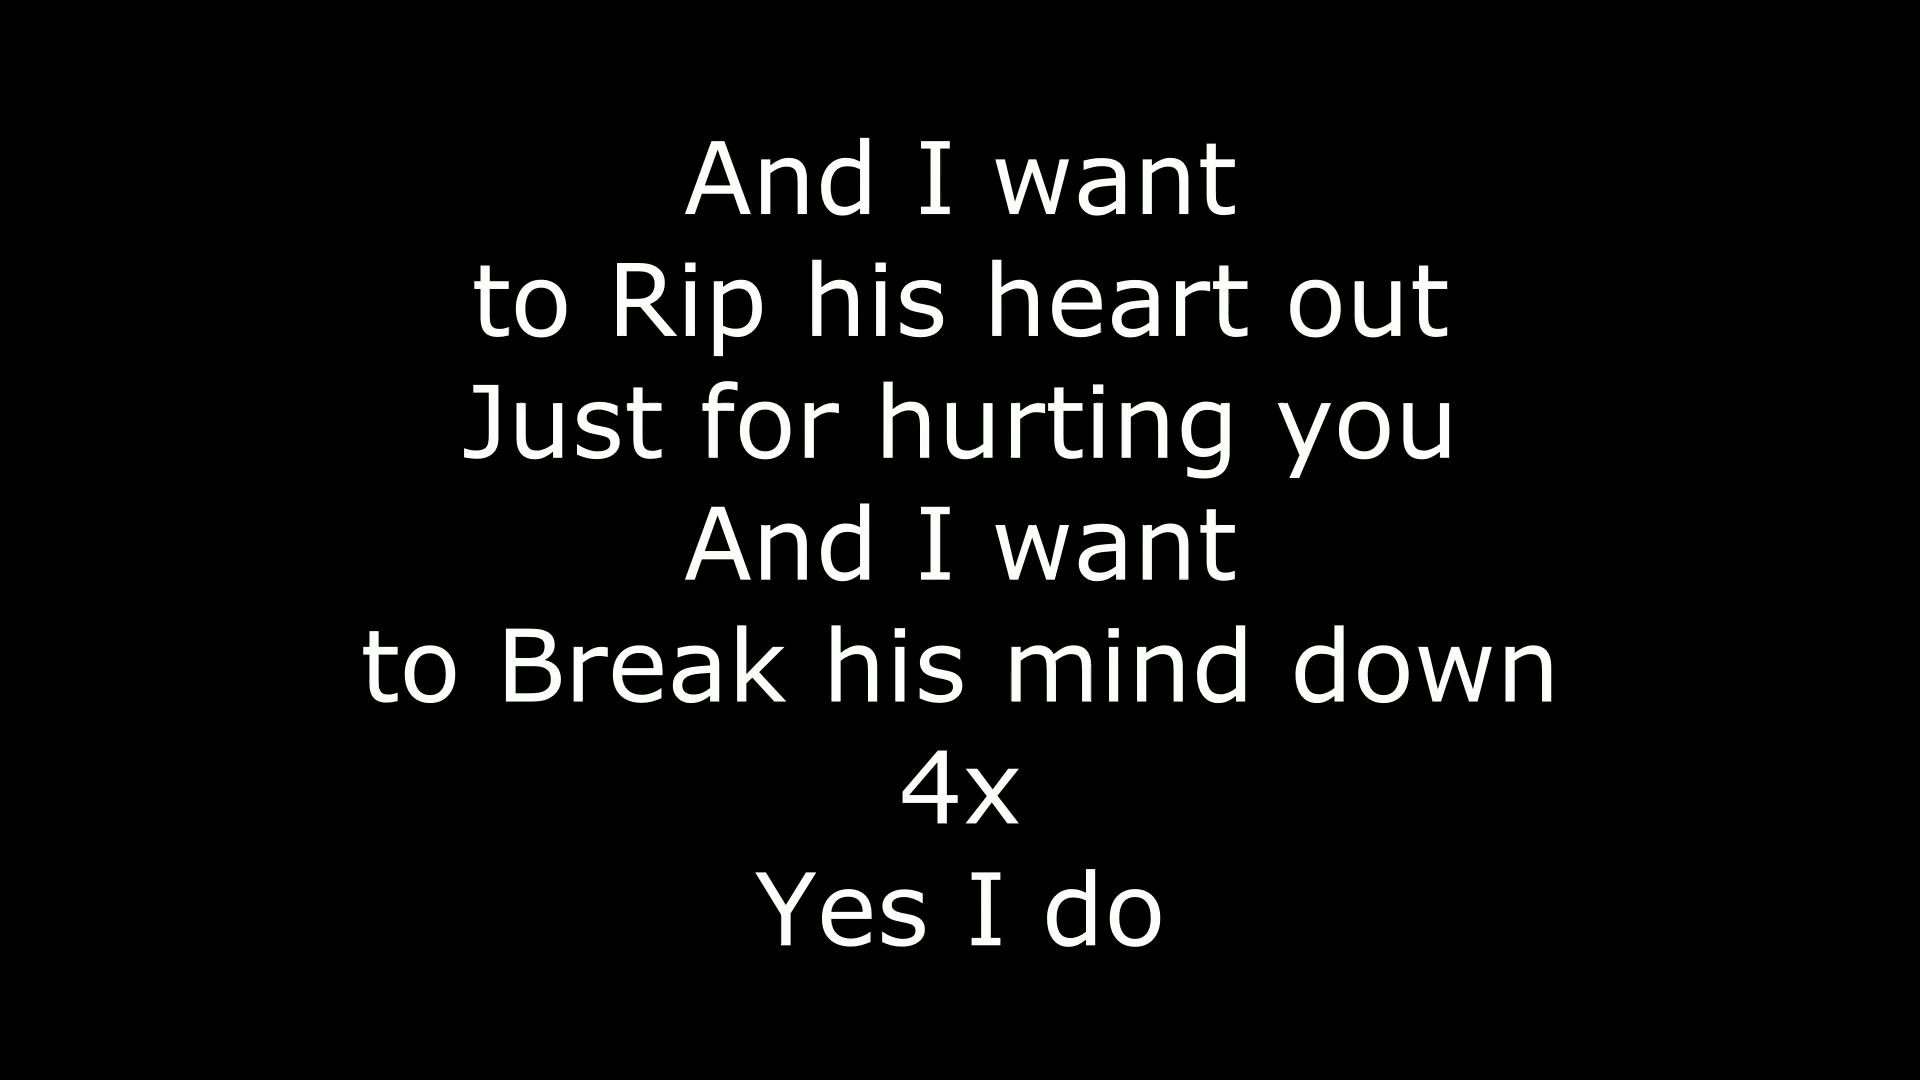 And I want
to Rip his heart out
Just for hurting you
And I want
to Break his mind down
4x
Yes I do